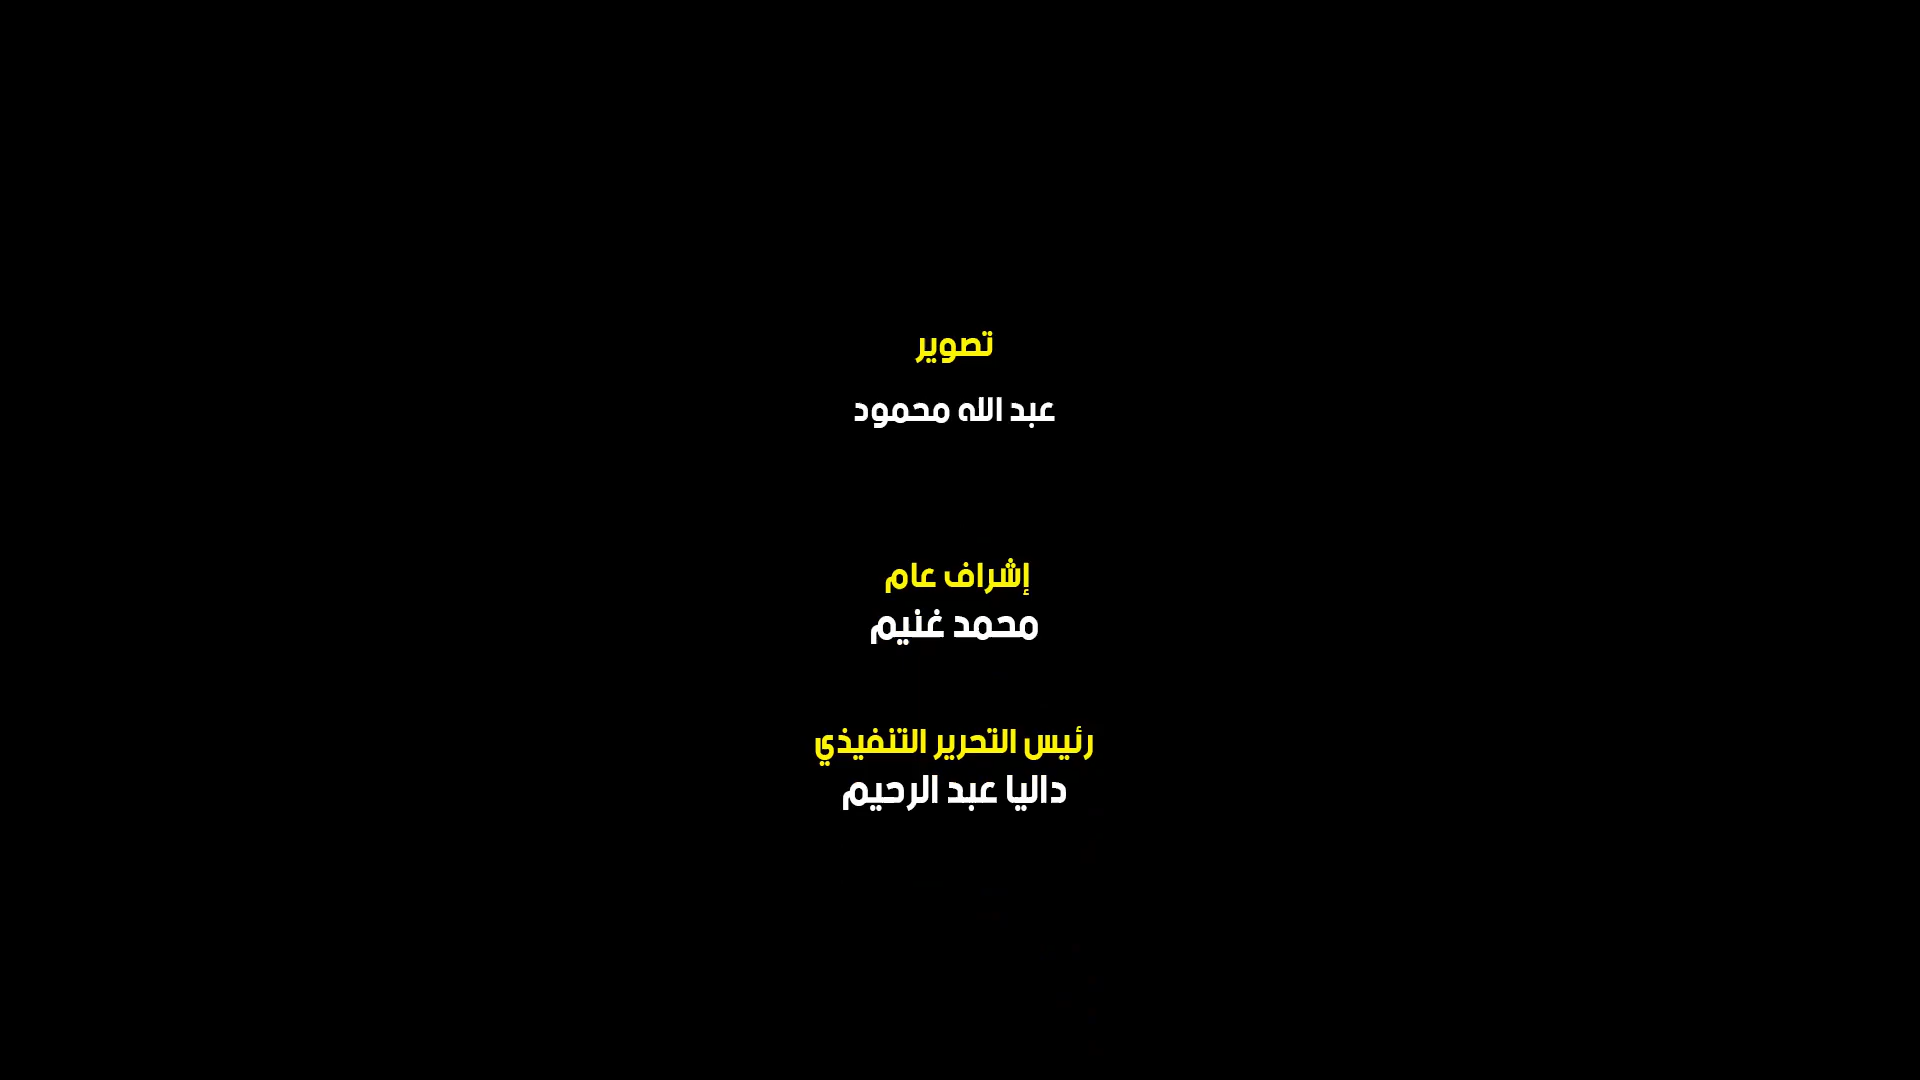 تصوير
عبد الله محمود
إشراف عام
محمد غنيم
رئيس التحرير التنفيذي
داليا عبد الرحيم